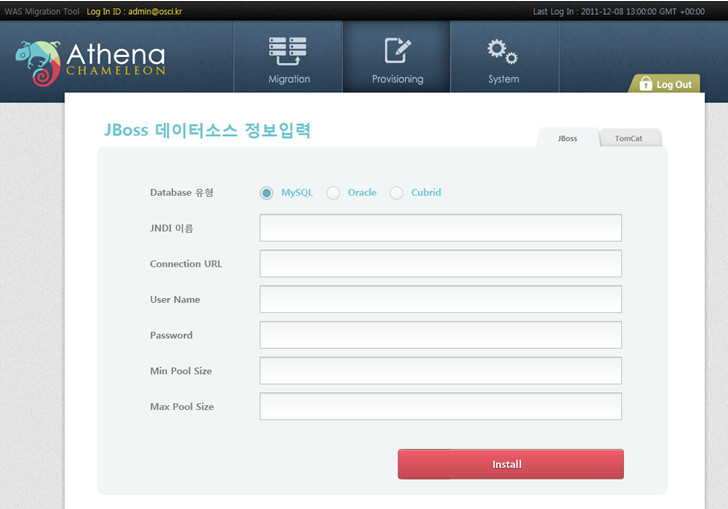 WAS Migration Tool Log In ID : admin@osci.kr Last Log In : 2011-12-08 13:00:00 GMT +00:00
Athena
CHAMELEON
Migration Provisioning System
Log Out
JBoss 데이터소스 정보입력
JBoss TomCat
Database 유형 MySQL Oracle Cubrid
JNDI 이름
Connection URL
User Name
Password
Min Pool Size
Max Pool Size
Install